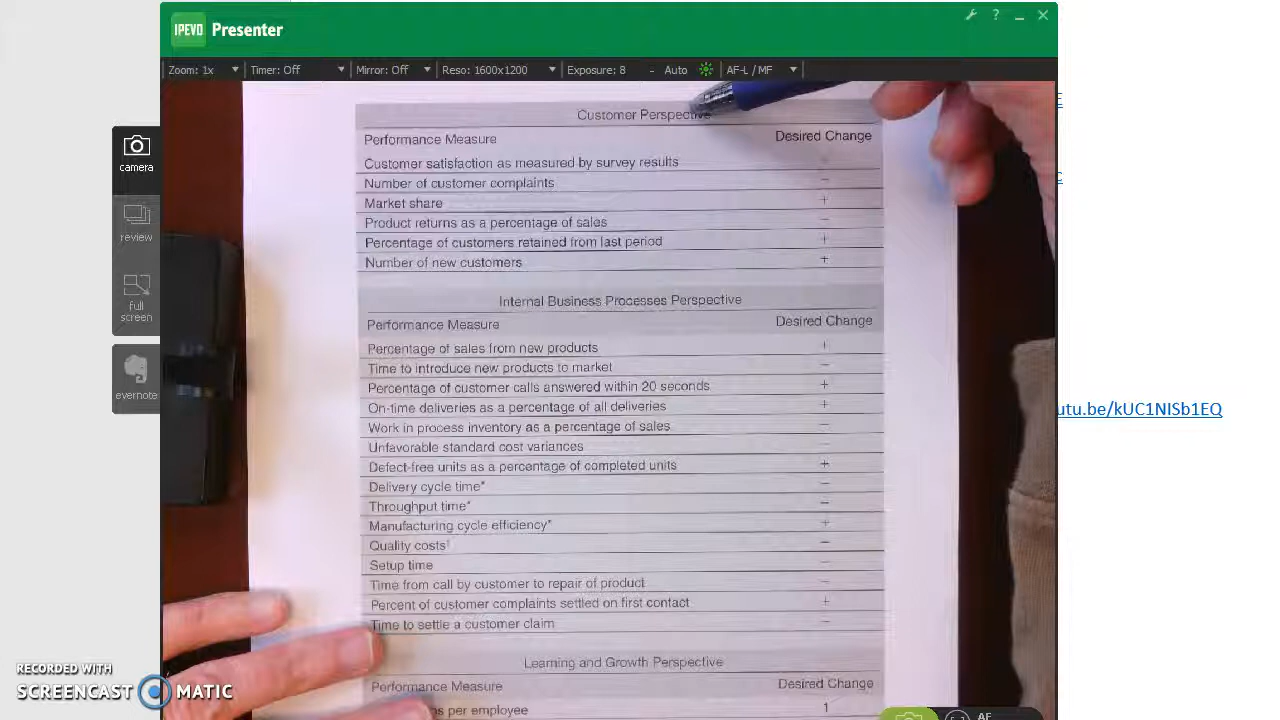 IPEVO Presenter
Zoom: 1x Timer: Off Mirror: Off Reso: 1600x1200 Exposure: 8 - Auto AF-L / MF
camera
review
full
screen
evernote
Customer Perspective
Performance Measure Desired Change
Customer satisfaction as measured by survey results
Number of customer complaints −
Market share +
Product returns as a percentage of sales −
Percentage of customers retained from last period +
Number of new customers +
Internal Business Processes Perspective
Performance Measure Desired Change
Percentage of sales from new products +
Time to introduce new products to market −
Percentage of customer calls answered within 20 seconds +
On-time deliveries as a percentage of all deliveries +
Work in process inventory as a percentage of sales −
Unfavorable standard cost variances −
Defect-free units as a percentage of completed units +
Delivery cycle time* −
Throughput time* −
Manufacturing cycle efficiency* +
Quality costs† −
Setup time −
Time from call by customer to repair of product −
Percent of customer complaints settled on first contact +
Time to settle a customer claim −
Learning and Growth Perspective
Performance Measure Desired Change
per employee
utu.be/kUC1NISb1EQ
AF
RECORDED WITH
SCREENCAST MATIC